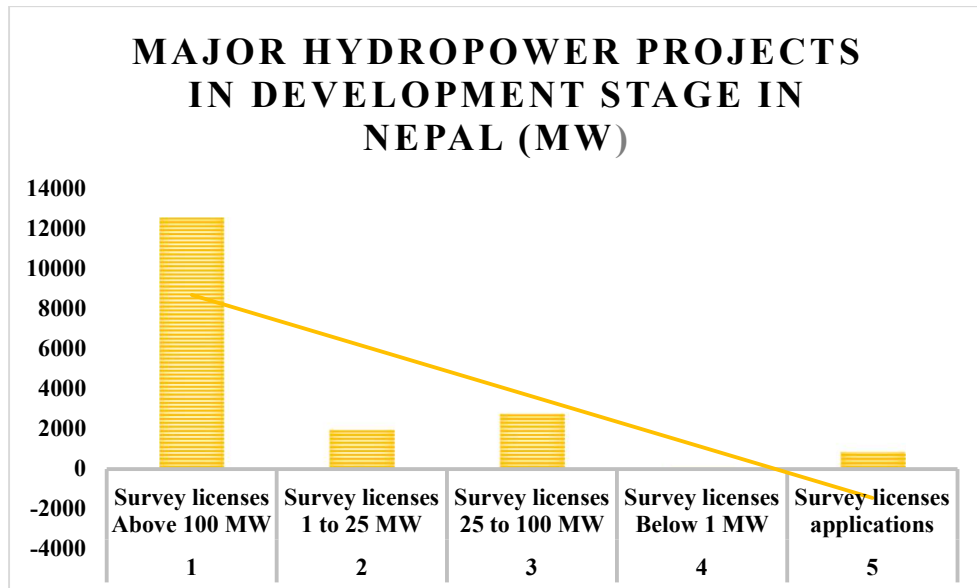 MAJOR HYDROPOWER PROJECTS
IN DEVELOPMENT STAGE IN
NEPAL (MW)
14000
12000
10000
8000
6000
4000
2000
0
-2000
-4000
Survey licenses
Above 100 MW
1
Survey licenses
1 to 25 MW
2
Survey licenses
25 to 100 MW
3
Survey licenses
Below 1 MW
4
Survey licenses
applications
5